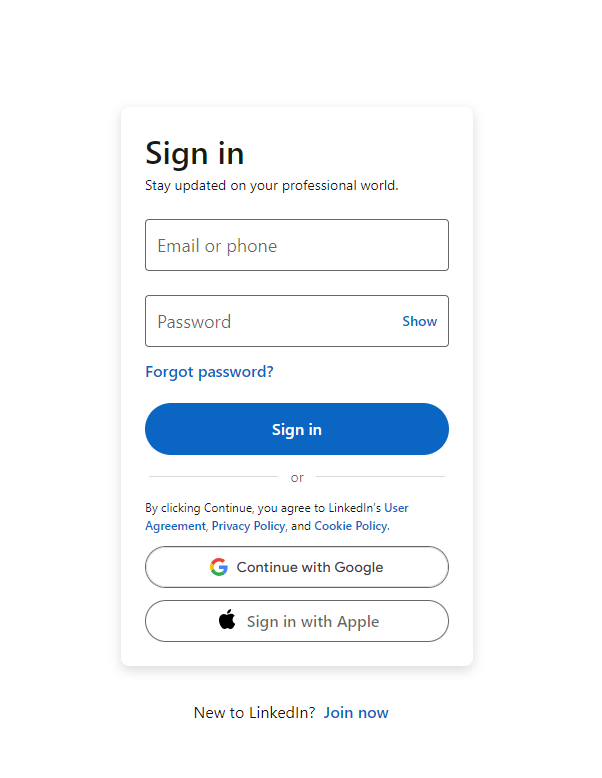 Sign in
Stay updated on your professional world.
Email or phone
Password Show
Forgot password?
Sign in
or
By clicking Continue, you agree to LinkedIn’s User
Agreement, Privacy Policy, and Cookie Policy.
Continue with Google
Sign in with Apple
New to LinkedIn? Join now